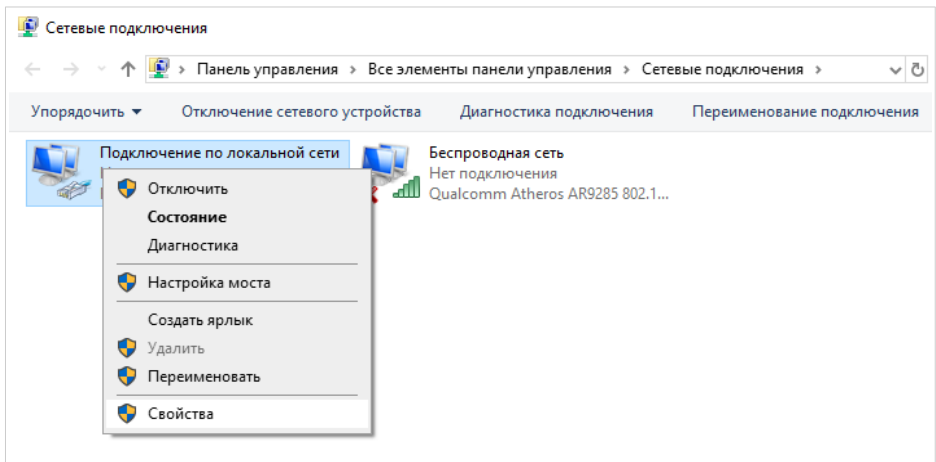 Сетевые подключения
Панель управления > Все элементы панели управления > Сетевые подключения >
Упорядочить Отключение сетевого устройства Диагностика подключения Переименование подключения
Подключение по локальной сети
Беспроводная сеть
Нет подключения
Qualcomm Atheros AR9285 802.1...
Отключить
Состояние
Диагностика
Настройка моста
Создать ярлык
Удалить
Переименовать
Свойства